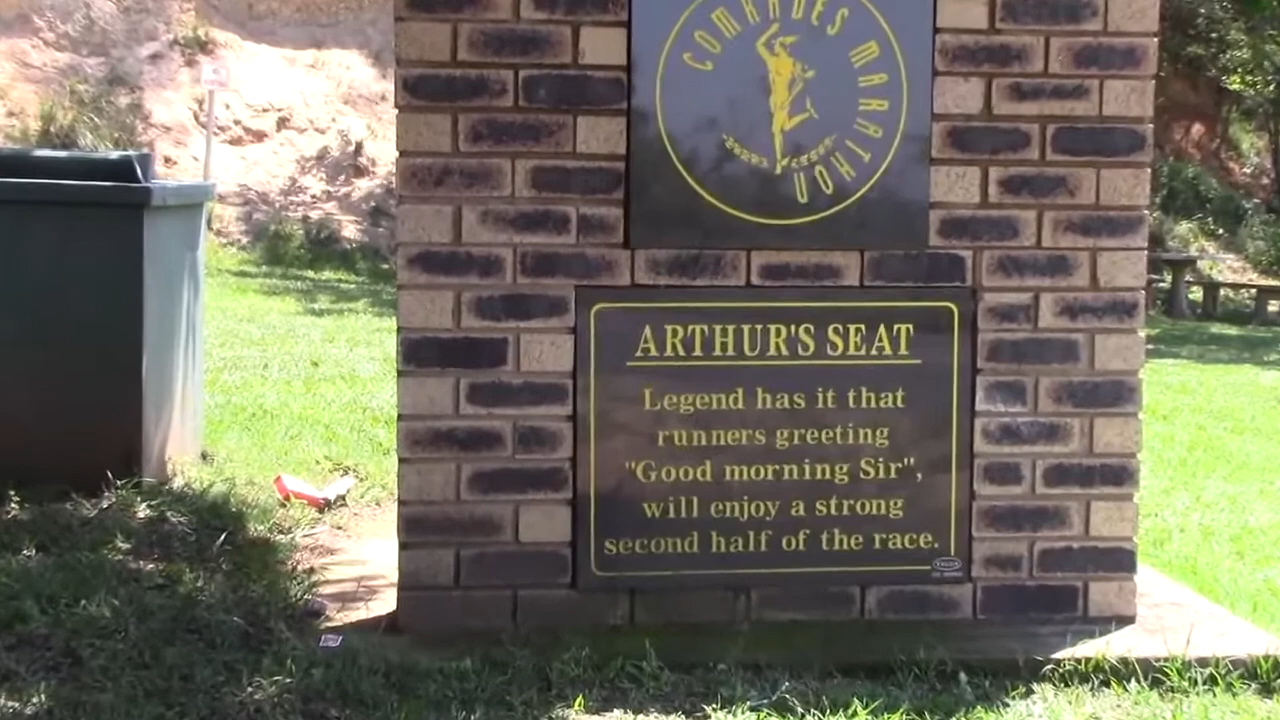 COMRADES MARATHON
ARTHUR'S SEAT
Legend has it that
runners greeting
"Good morning Sir",
will enjoy a strong
second half of the race.